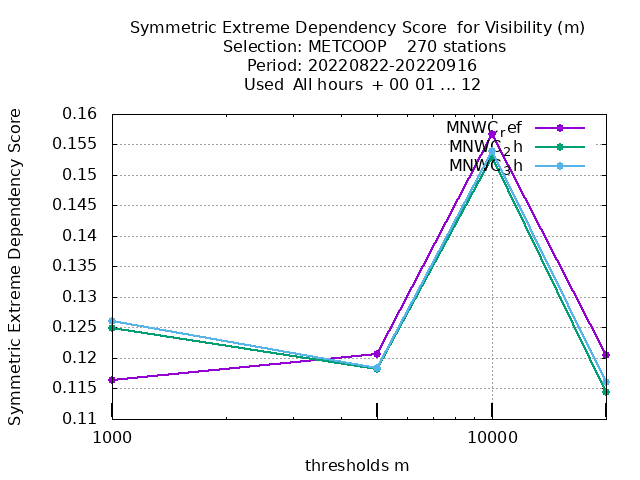 Symmetric Extreme Dependency Score for Visibility (m)
Selection: METCOOP 270 stations
Period: 20220822-20220916
Used All hours + 00 01 ... 12
Symmetric Extreme Dependency Score
0.16
0.155
0.15
0.145
0.14
0.135
0.13
0.125
0.12
0.115
0.11
MNWC_ref
MNWC_2h
MNWC_3h
1000
10000
thresholds m